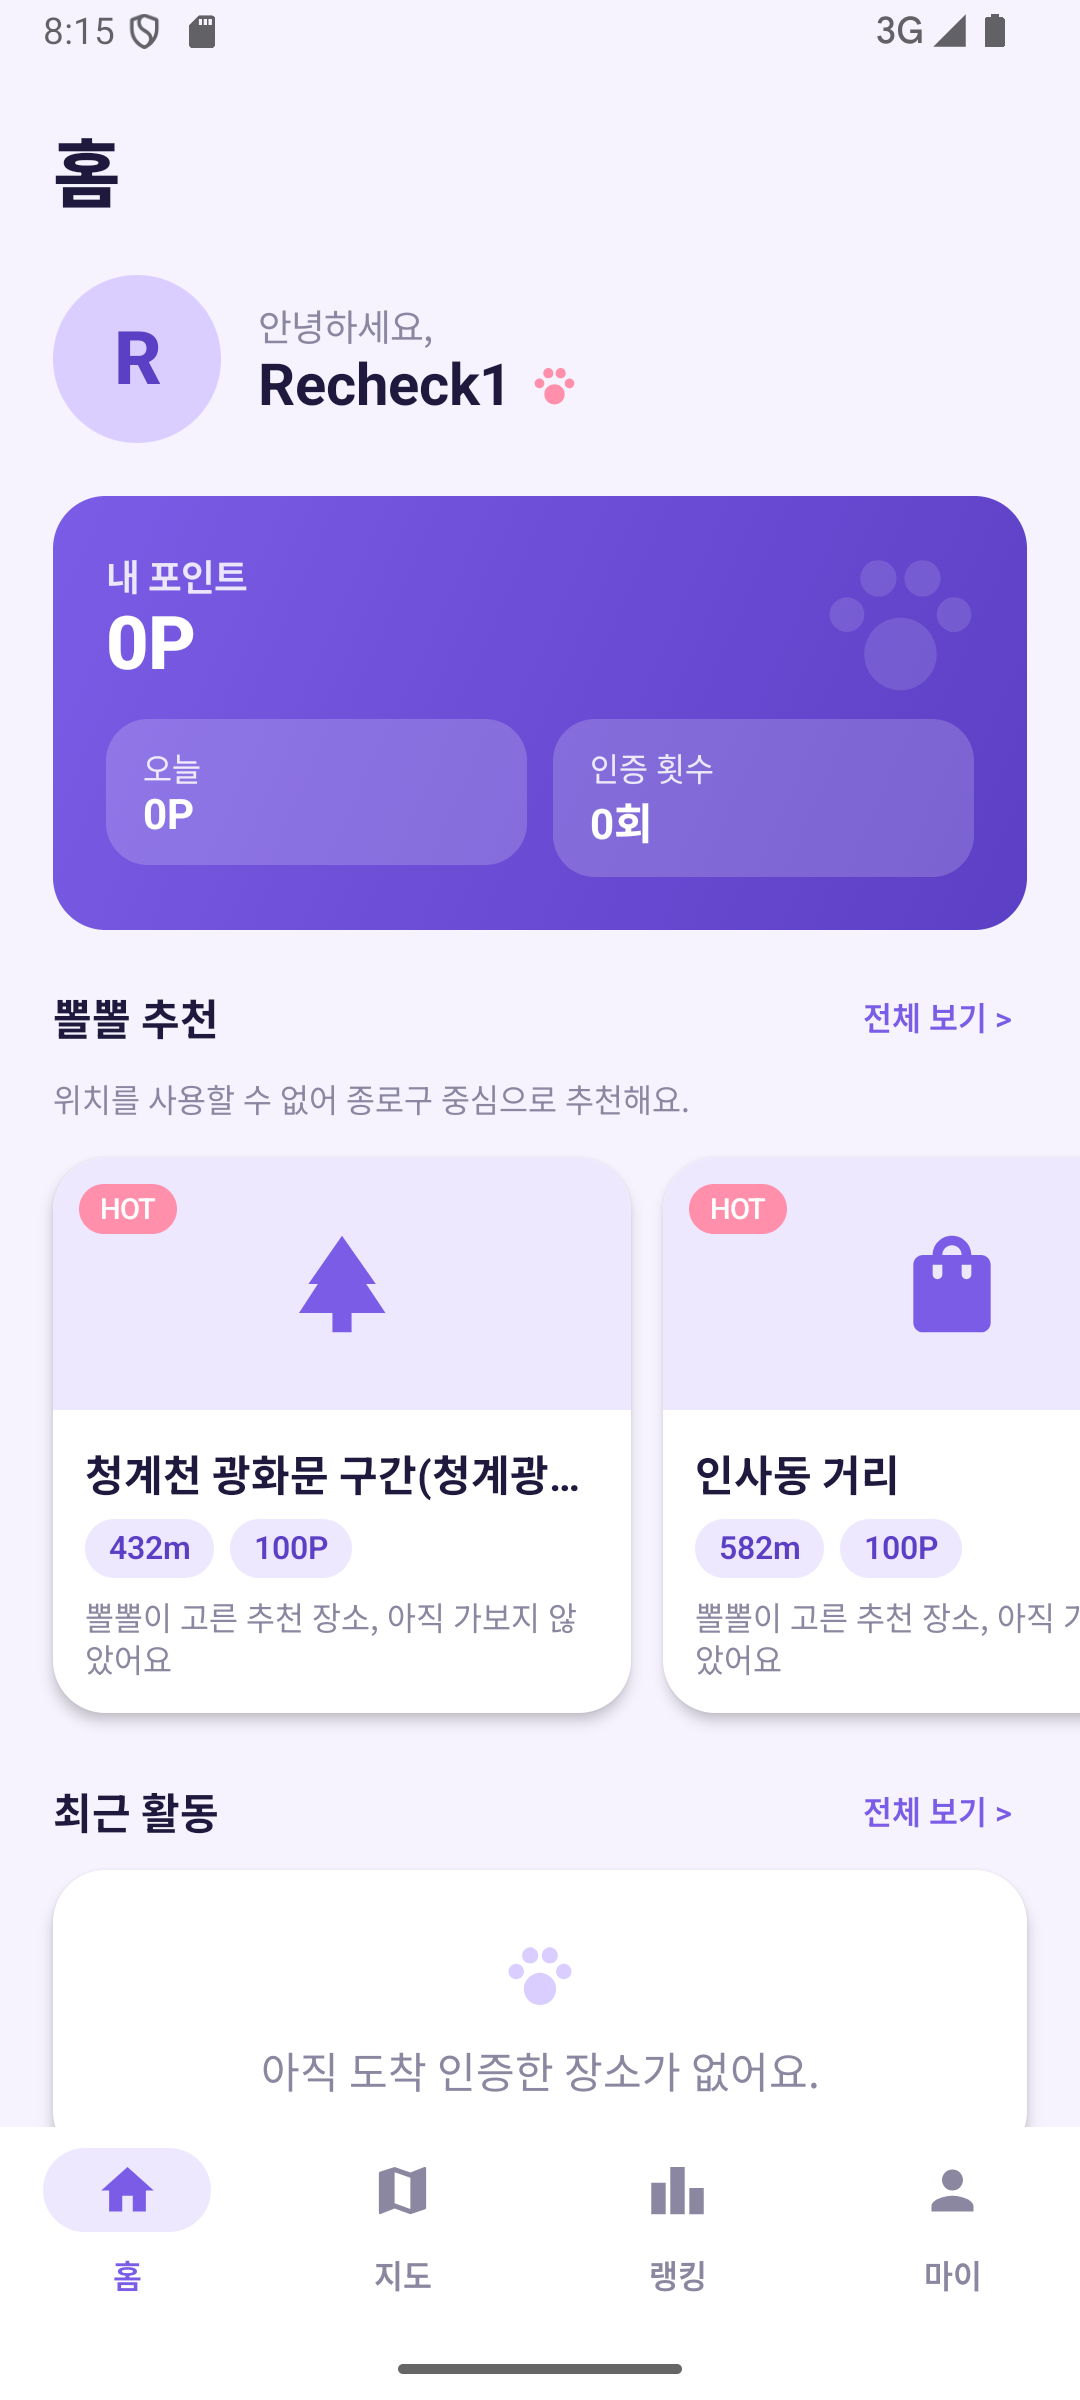 8:15
3G
홈
R
안녕하세요,
Recheck1
내 포인트
0P
오늘
0P
인증 횟수
0회
뽈뽈 추천
전체 보기 >
위치를 사용할 수 없어 종로구 중심으로 추천해요.
HOT
청계천 광화문 구간(청계광...
432m
100P
뽈뽈이 고른 추천 장소, 아직 가보지 않
았어요
HOT
인사동 거리
582m
100P
뽈뽈이 고른 추천 장소, 아직 가
았어요
최근 활동
전체 보기 >
아직 도착 인증한 장소가 없어요.
홈
지도
랭킹
마이